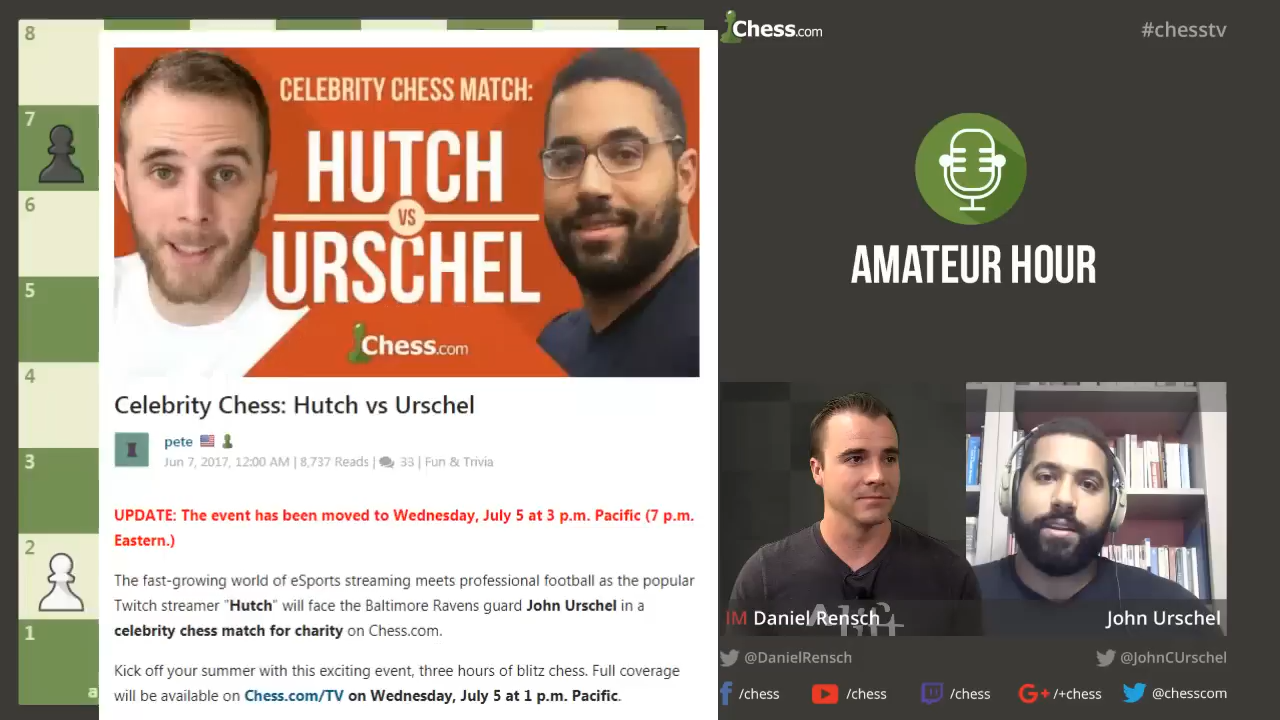 8
7
6
5
4
3
2
1
a
CELEBRITY CHESS MATCH:
HUTCH
VS
URSCHEL
Chess.com
Celebrity Chess: Hutch vs Urschel
pete
Jun 7, 2017, 12:00 AM | 8,737 Reads | 33 | Fun & Trivia
UPDATE: The event has been moved to Wednesday, July 5 at 3 p.m. Pacific (7 p.m.
Eastern.)
The fast-growing world of eSports streaming meets professional football as the popular
Twitch streamer "Hutch" will face the Baltimore Ravens guard John Urschel in a
celebrity chess match for charity on Chess.com.
Kick off your summer with this exciting event, three hours of blitz chess. Full coverage
will be available on Chess.com/TV on Wednesday, July 5 at 1 p.m. Pacific.
Chess.com
#chesstv
AMATEUR HOUR
IM Daniel Rensch
John Urschel
@DanielRensch
@JohnCUrschel
/chess
/chess
/chess
G+ /+chess
@chesscom